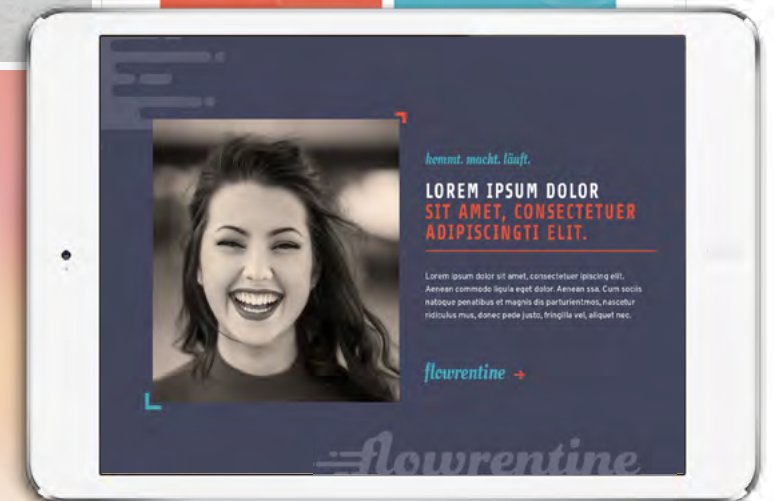 kommt. macht. läuft.
LOREM IPSUM DOLOR
SIT AMET, CONSECTETUER
ADIPISCINGTI ELIT.
Lorem ipsum dolor sit amet, consectetuer ipiscing elit.
Aenean commodo ligula eget dolor. Aenean ssa. Cum sociis
natoque penatibus et magnis dis parturientmos, nascetur
ridiculus mus, donec pede justo, fringilla vel, aliquet nec.
flowrentine →
flowrentine